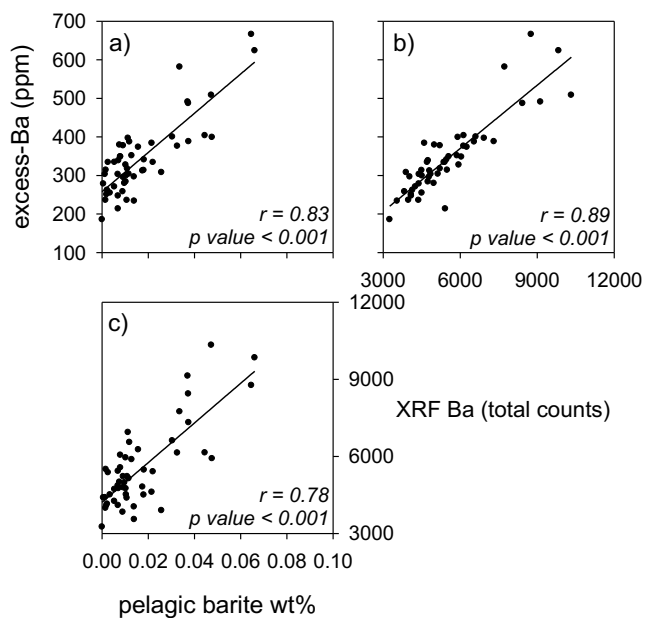 700
a)
b)
600
500
400
300
200
100
excess-Ba (ppm)
r = 0.83
p value < 0.001
r = 0.89
p value < 0.001
3000 6000 9000 12000
c)
12000
9000
6000
3000
XRF Ba (total counts)
r = 0.78
p value < 0.001
0.00 0.02 0.04 0.06 0.08 0.10
pelagic barite wt%